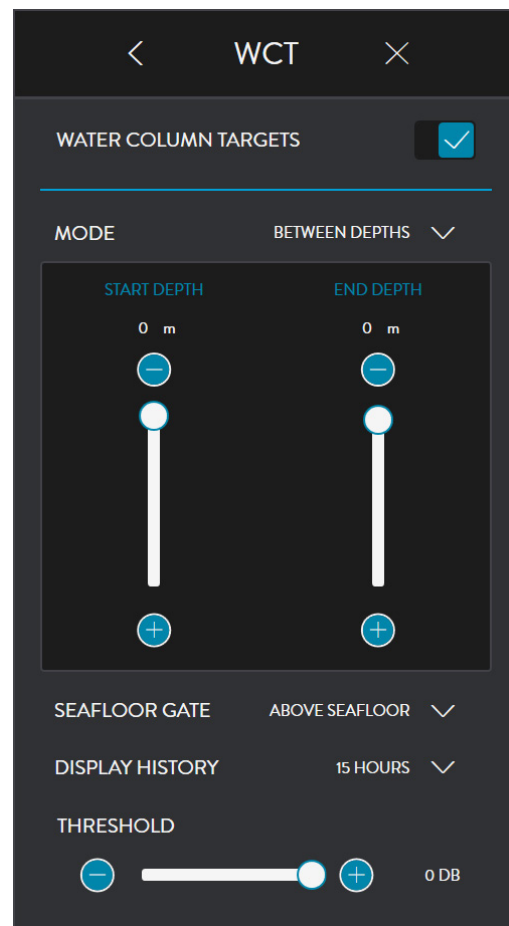 WCT
WATER COLUMN TARGETS
MODE BETWEEN DEPTHS
START DEPTH END DEPTH
0 m 0 m
SEAFLOOR GATE ABOVE SEAFLOOR
DISPLAY HISTORY 15 HOURS
THRESHOLD
0 DB